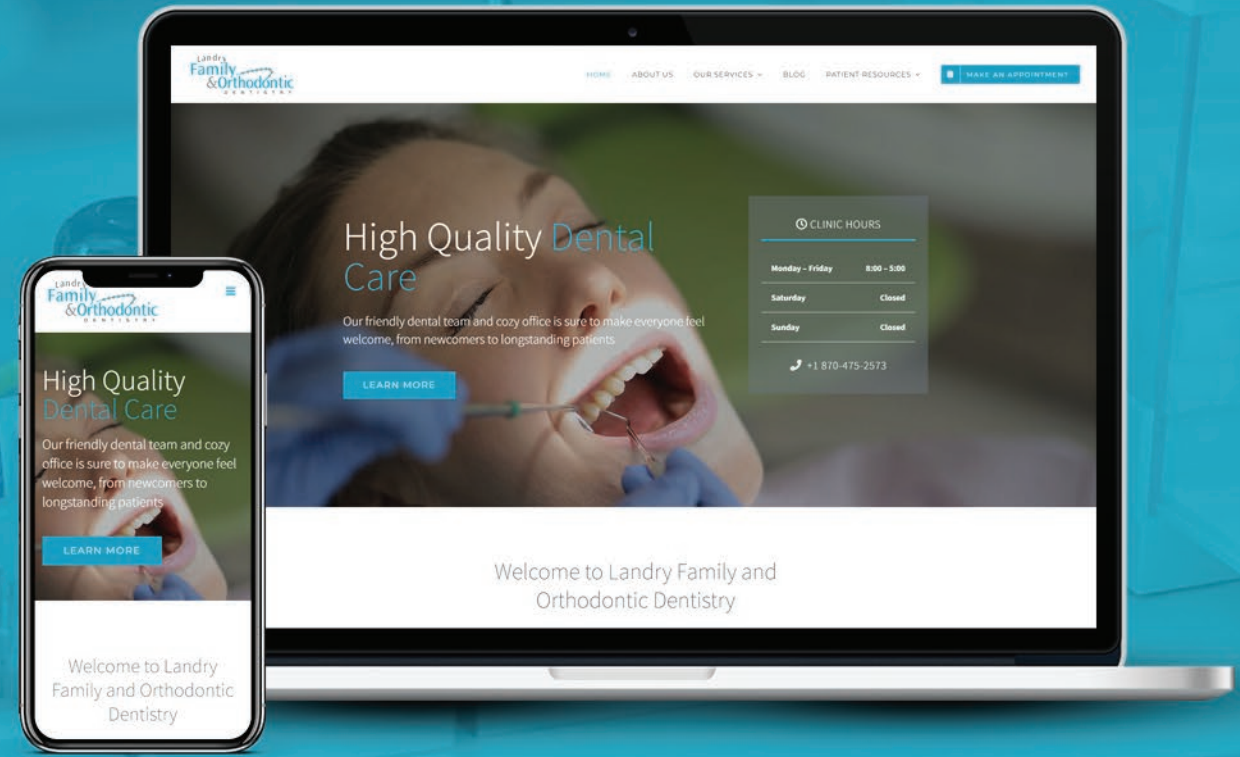 Landry
Family
&Orthodontic
DENTISTRY
HOME ABOUT US OUR SERVICES BLOG PATIENT RESOURCES MAKE AN APPOINTMENT
High Quality Dental
Care
Our friendly dental team and cozy office is sure to make everyone feel
welcome, from newcomers to longstanding patients
LEARN MORE
CLINIC HOURS
Monday – Friday 8:00 – 5:00
Saturday Closed
Sunday Closed
+1 870-475-2573
Welcome to Landry Family and
Orthodontic Dentistry
Landry
Family
&Orthodontic
DENTISTRY
High Quality
Dental Care
Our friendly dental team and cozy
office is sure to make everyone feel
welcome, from newcomers to
longstanding patients
LEARN MORE
Welcome to Landry
Family and Orthodontic
Dentistry